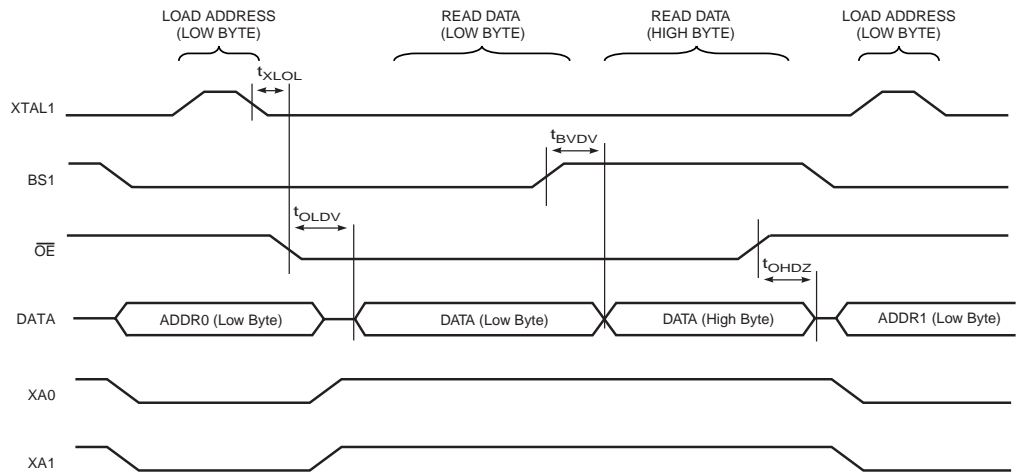 LOAD ADDRESS
(LOW BYTE)
READ DATA
(LOW BYTE)
READ DATA
(HIGH BYTE)
LOAD ADDRESS
(LOW BYTE)
tXLOL
XTAL1
tBVDV
BS1
tOLDV
OE
tOHDZ
DATA
ADDR0 (Low Byte)
DATA (Low Byte)
DATA (High Byte)
ADDR1 (Low Byte)
XA0
XA1